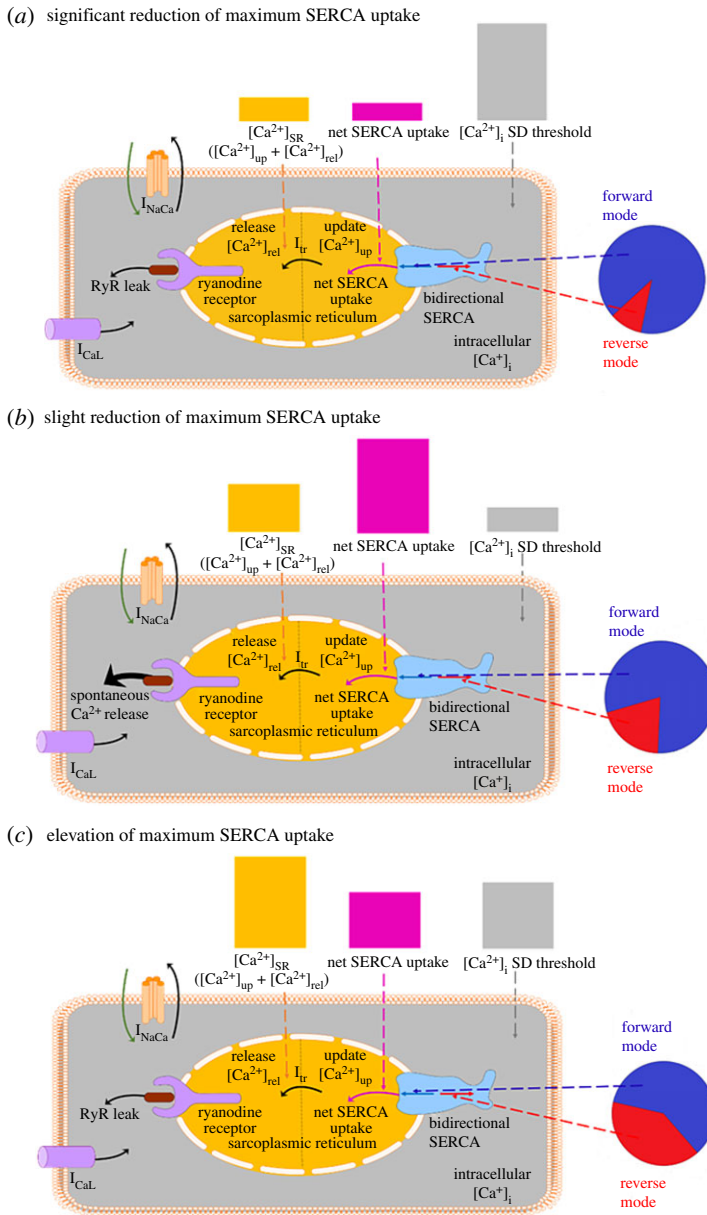 (a) significant reduction of maximum SERCA uptake
[Ca²⁺]SR
([Ca²⁺]up + [Ca²⁺]rel)
net SERCA uptake
[Ca²⁺]i SD threshold
INaCa
forward
mode
release
[Ca²⁺]rel
Itr
update
[Ca²⁺]up
RyR leak
ryanodine
receptor
net SERCA
uptake
sarcoplasmic reticulum
bidirectional
SERCA
ICaL
intracellular
[Ca⁺]i
reverse
mode
(b) slight reduction of maximum SERCA uptake
[Ca²⁺]SR
([Ca²⁺]up + [Ca²⁺]rel)
net SERCA uptake
[Ca²⁺]i SD threshold
INaCa
forward
mode
release
[Ca²⁺]rel
Itr
update
[Ca²⁺]up
spontaneous
Ca²⁺ release
ryanodine
receptor
net SERCA
uptake
sarcoplasmic reticulum
bidirectional
SERCA
ICaL
intracellular
[Ca⁺]i
reverse
mode
(c) elevation of maximum SERCA uptake
[Ca²⁺]SR
([Ca²⁺]up + [Ca²⁺]rel)
net SERCA uptake
[Ca²⁺]i SD threshold
INaCa
forward
mode
release
[Ca²⁺]rel
Itr
update
[Ca²⁺]up
RyR leak
ryanodine
receptor
net SERCA
uptake
sarcoplasmic reticulum
bidirectional
SERCA
ICaL
intracellular
[Ca⁺]i
reverse
mode